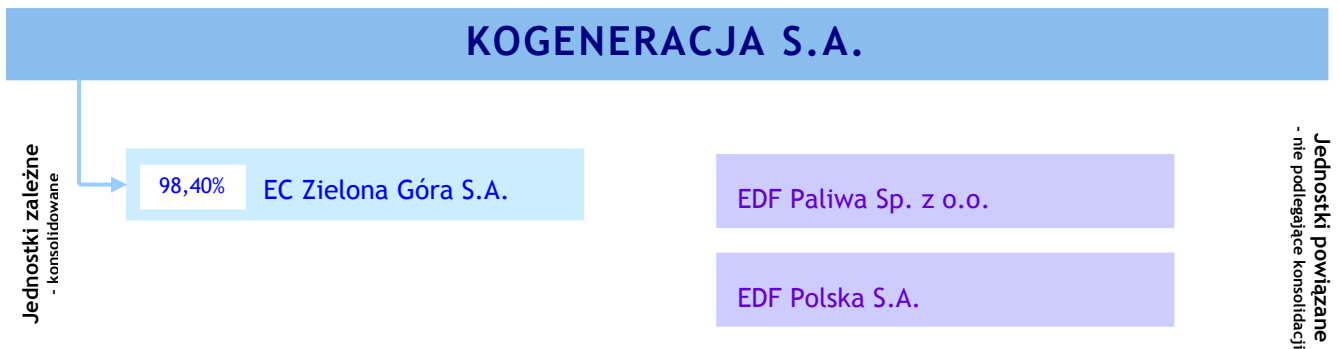 KOGENERACJA S.A.
Jednostki zależne
- konsolidowane
98,40%
EC Zielona Góra S.A.
EDF Paliwa Sp. z o.o.
EDF Polska S.A.
Jednostki powiązane
- nie podlegające konsolidacji